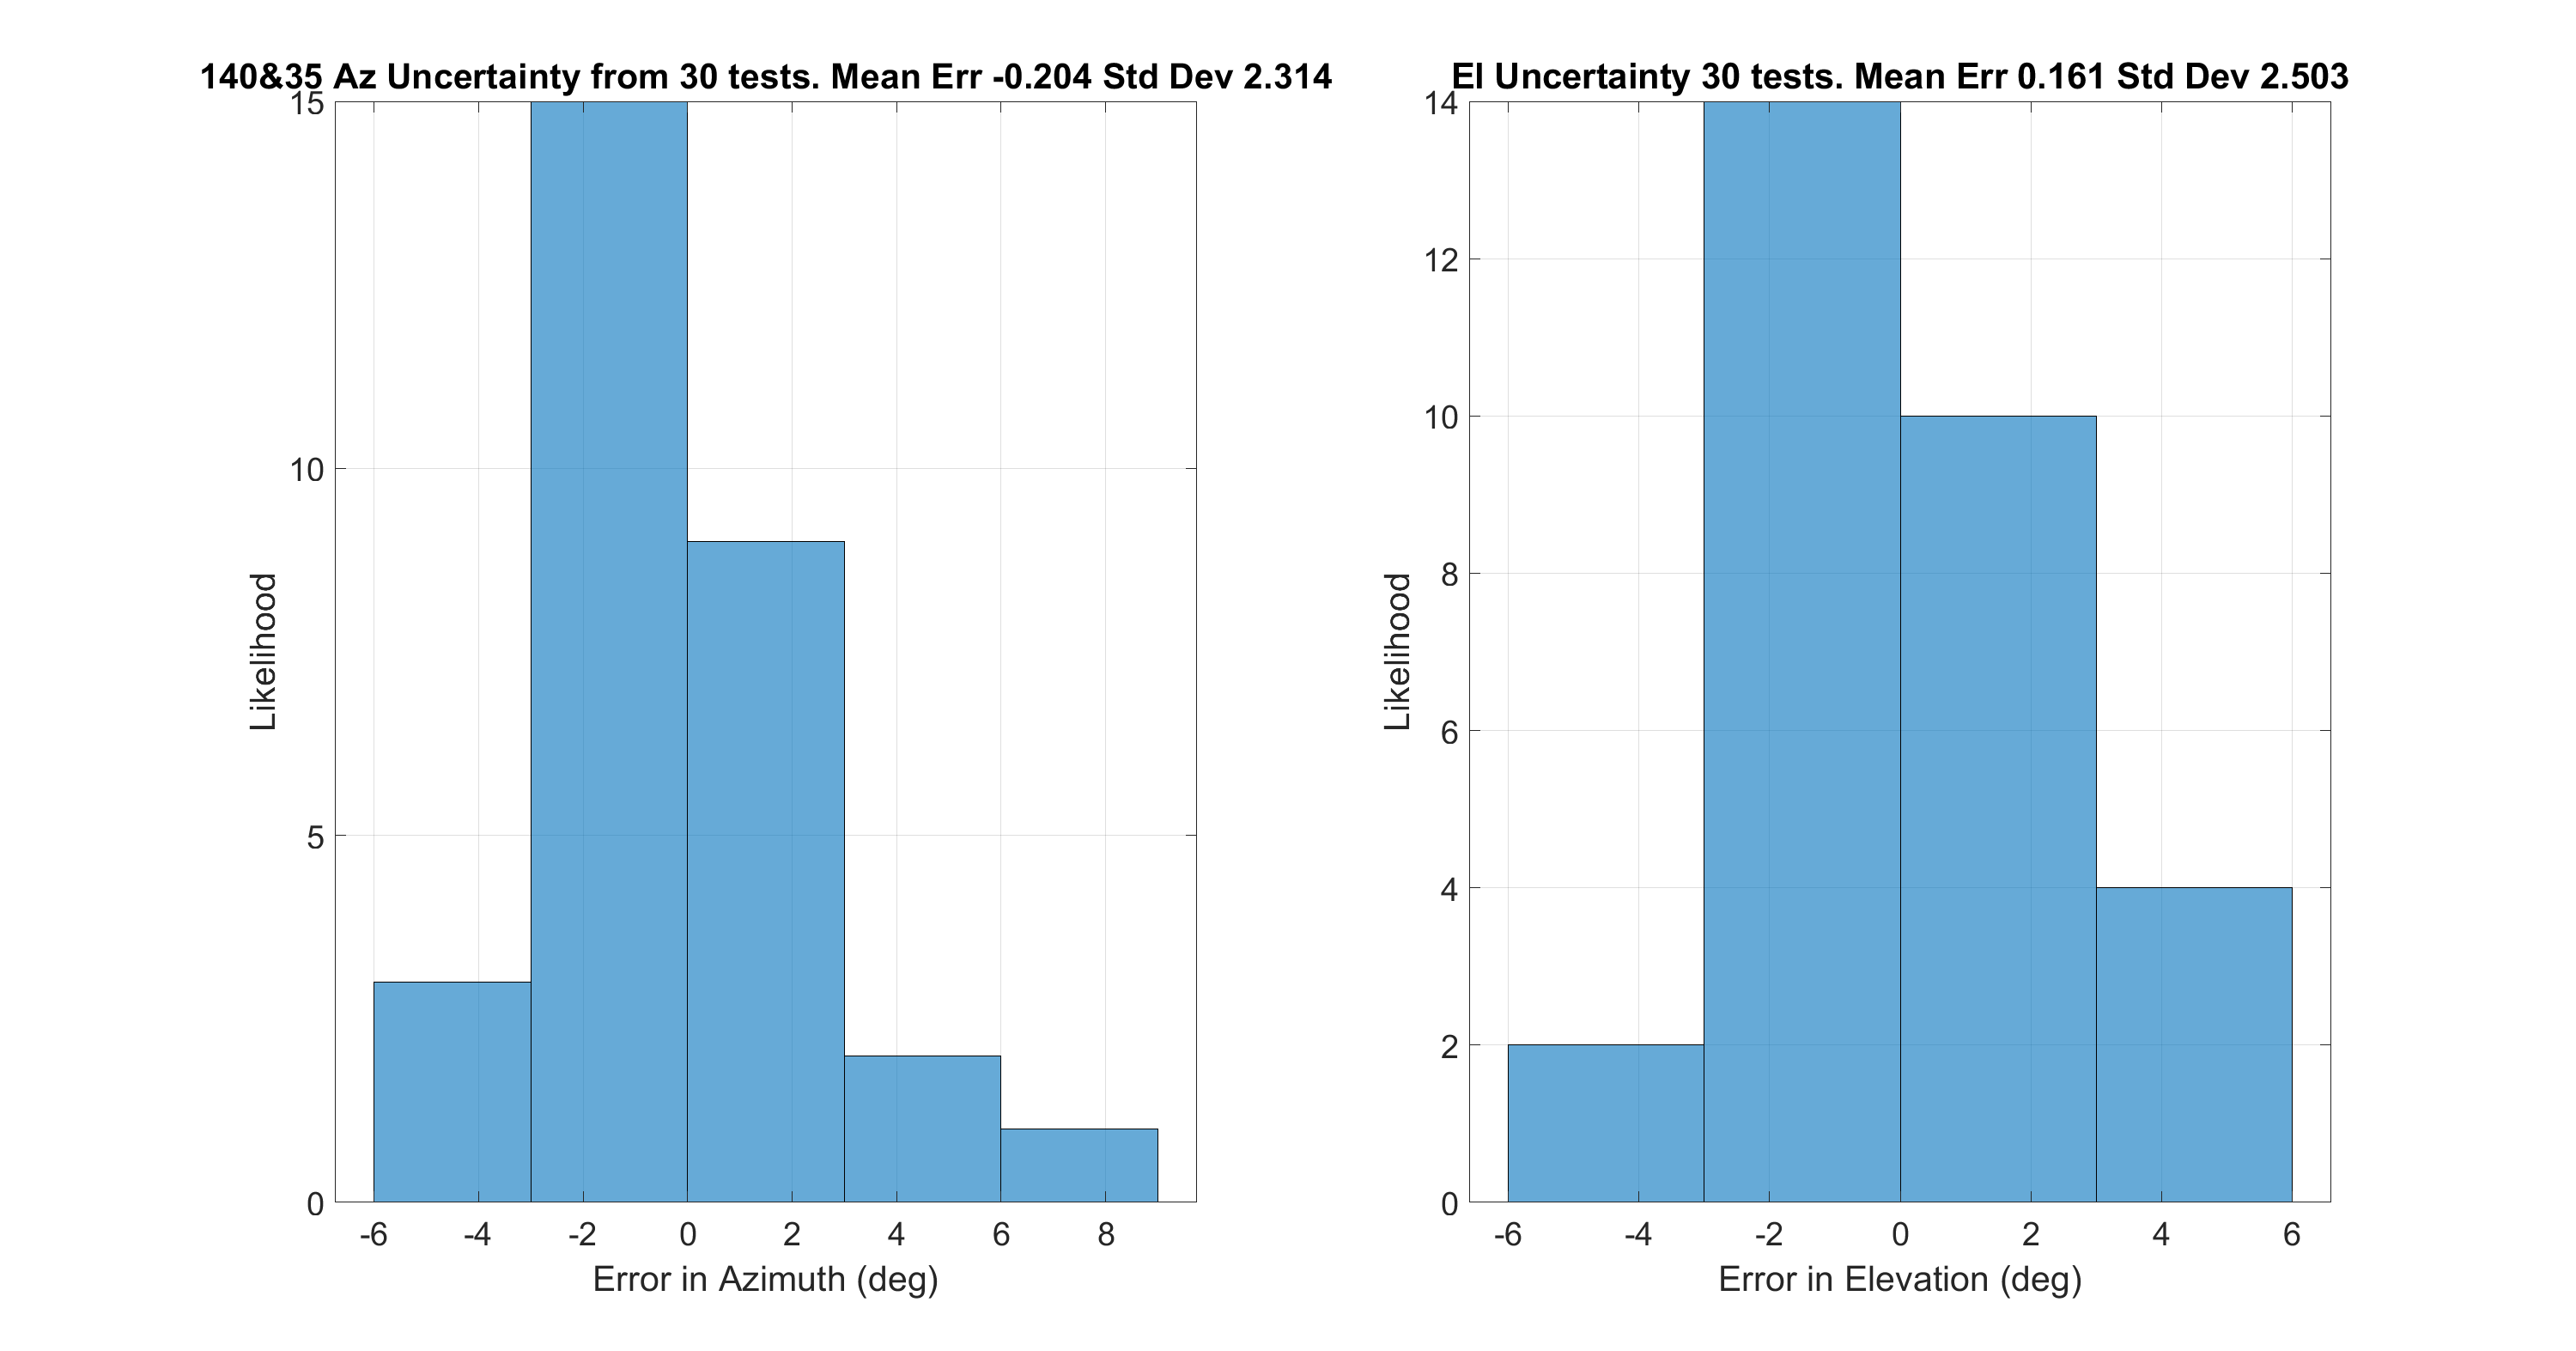 140&35 Az Uncertainty from 30 tests. Mean Err -0.204 Std Dev 2.314
15
10
5
0
Likelihood
-6 -4 -2 0 2 4 6 8
Error in Azimuth (deg)
El Uncertainty 30 tests. Mean Err 0.161 Std Dev 2.503
14
12
10
8
6
4
2
0
Likelihood
-6 -4 -2 0 2 4 6
Error in Elevation (deg)